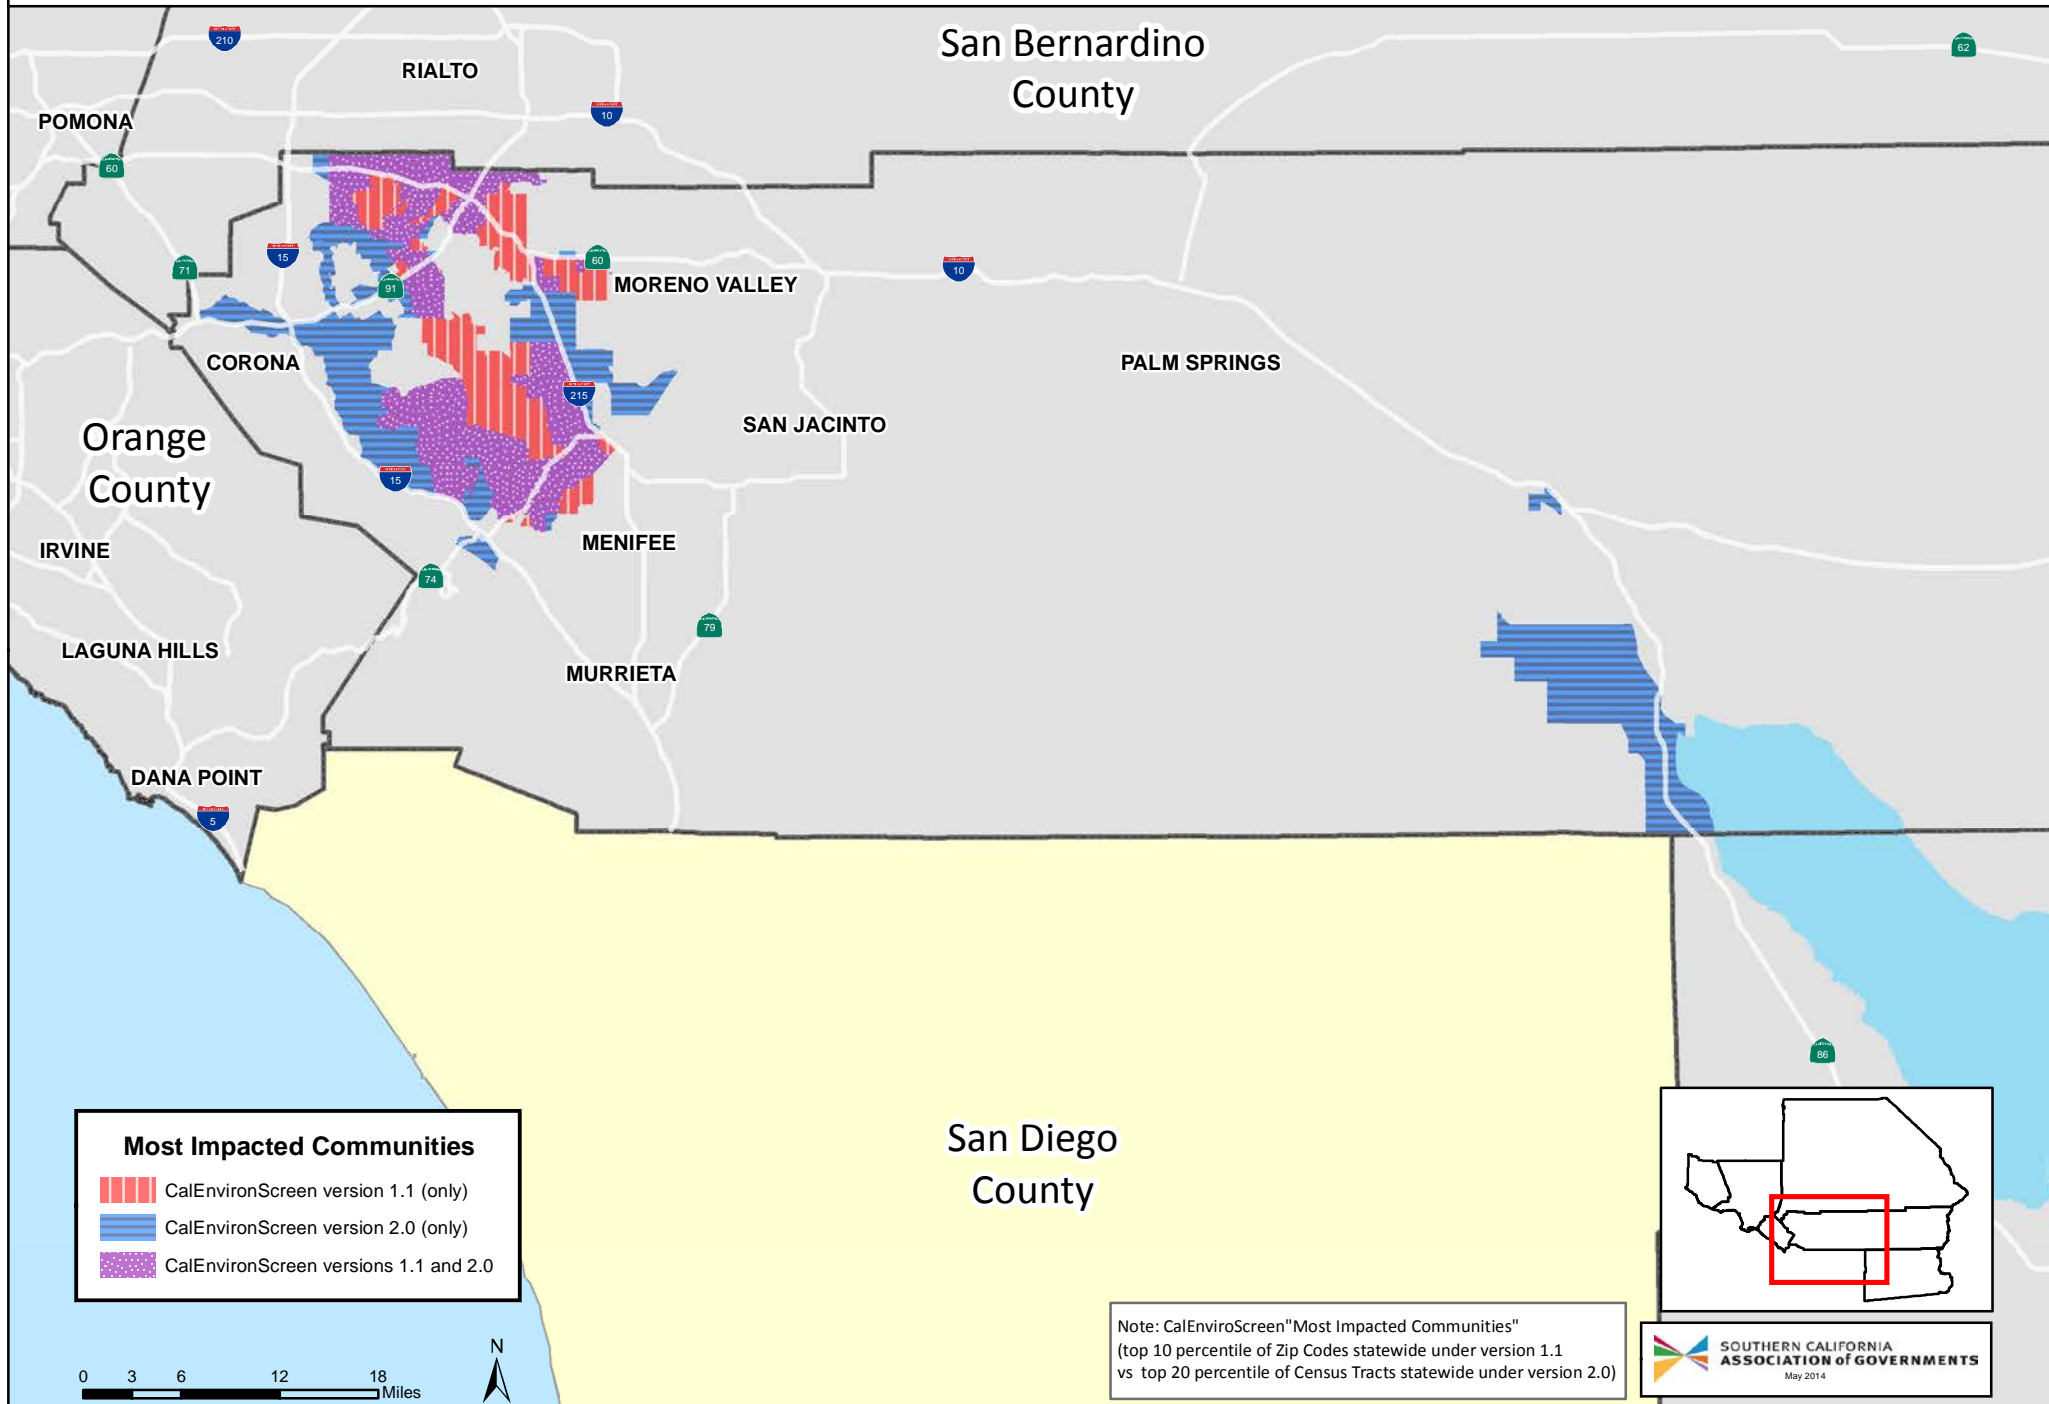 San Bernardino
County
210
62
RIALTO
10
POMONA
60
15
71
91
60
MORENO VALLEY
10
CORONA
PALM SPRINGS
215
SAN JACINTO
Orange
County
15
IRVINE
MENIFEE
74
79
LAGUNA HILLS
MURRIETA
DANA POINT
5
86
San Diego
County
Most Impacted Communities
CalEnvironScreen version 1.1 (only)
CalEnvironScreen version 2.0 (only)
CalEnvironScreen versions 1.1 and 2.0
0 3 6 12 18
Miles
N
Note: CalEnviroScreen"Most Impacted Communities"
(top 10 percentile of Zip Codes statewide under version 1.1
vs top 20 percentile of Census Tracts statewide under version 2.0)
SOUTHERN CALIFORNIA
ASSOCIATION of GOVERNMENTS
May 2014